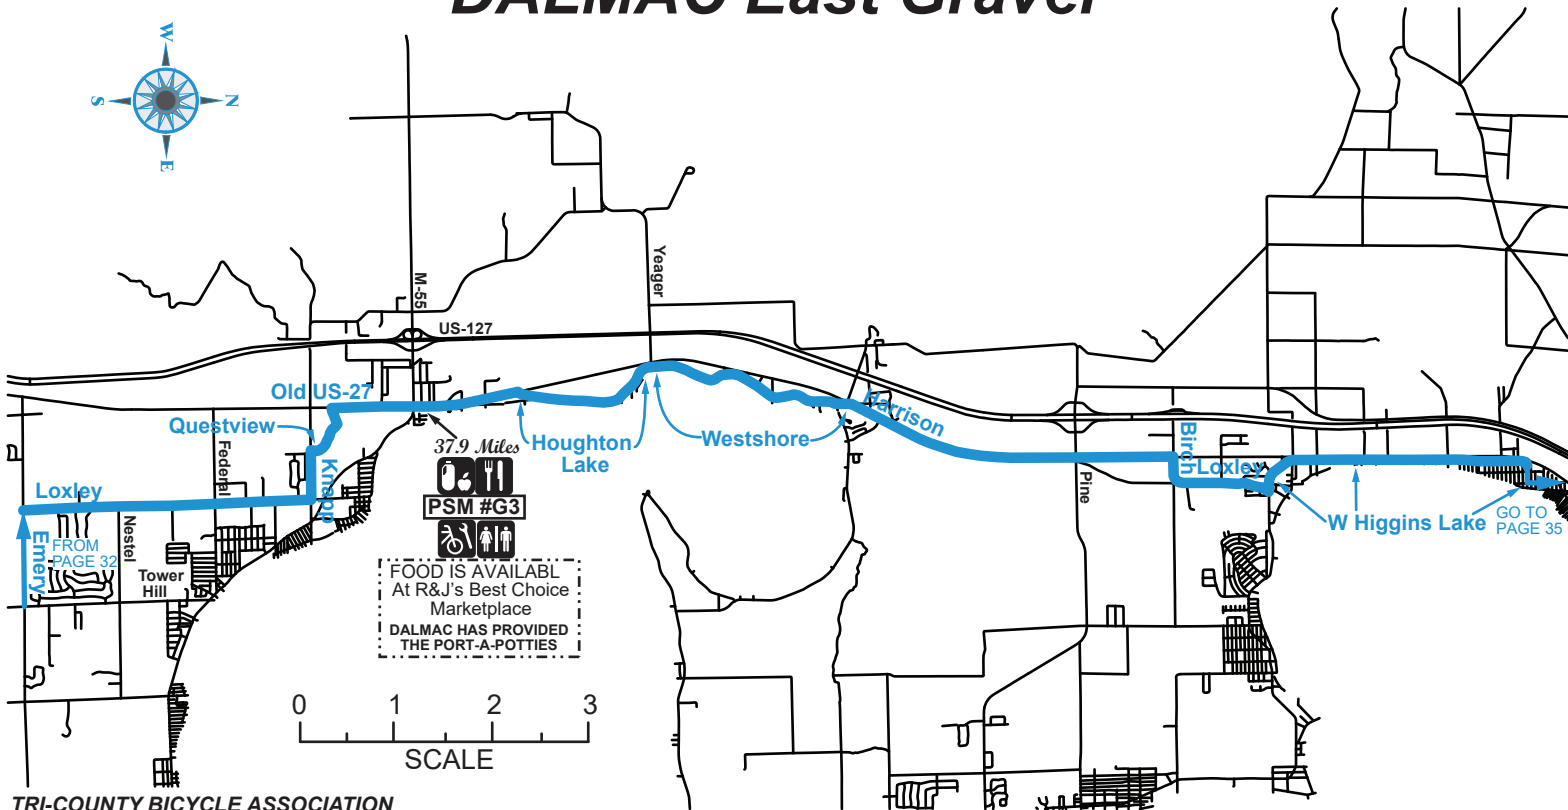 DALMAC East Gravel
W
S
N
E
M-55
US-127
Yeager
Old US-27
Questview
Federal
Knapp
Loxley
Nestel
Emery
FROM
PAGE 32
Tower
Hill
37.9 Miles
PSM #G3
FOOD IS AVAILABL
At R&J's Best Choice
Marketplace
DALMAC HAS PROVIDED
THE PORT-A-POTTIES
Houghton
Lake
Westshore
Harrison
Pine
Birch
Loxley
W Higgins Lake
GO TO
PAGE 35
0 1 2 3
SCALE
TRI-COUNTY BICYCLE ASSOCIATION